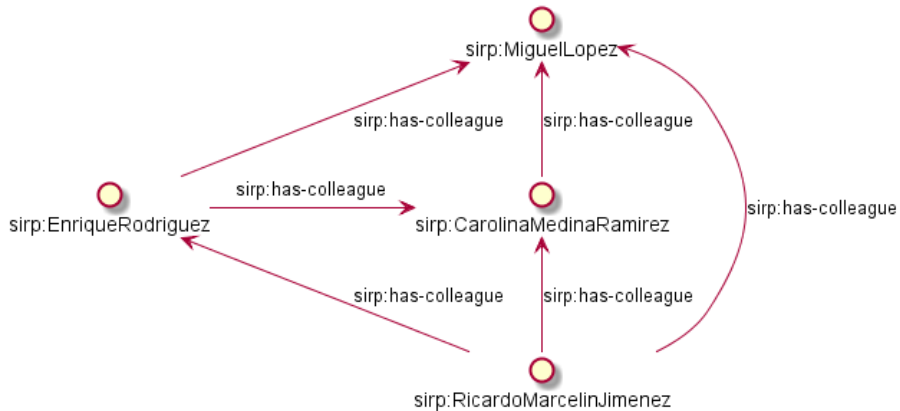 sirp:MiguelLopez
sirp:has-colleague
sirp:has-colleague
sirp:has-colleague
sirp:EnriqueRodriguez
sirp:CarolinaMedinaRamirez
sirp:has-colleague
sirp:has-colleague
sirp:has-colleague
sirp:RicardoMarcelinJimenez